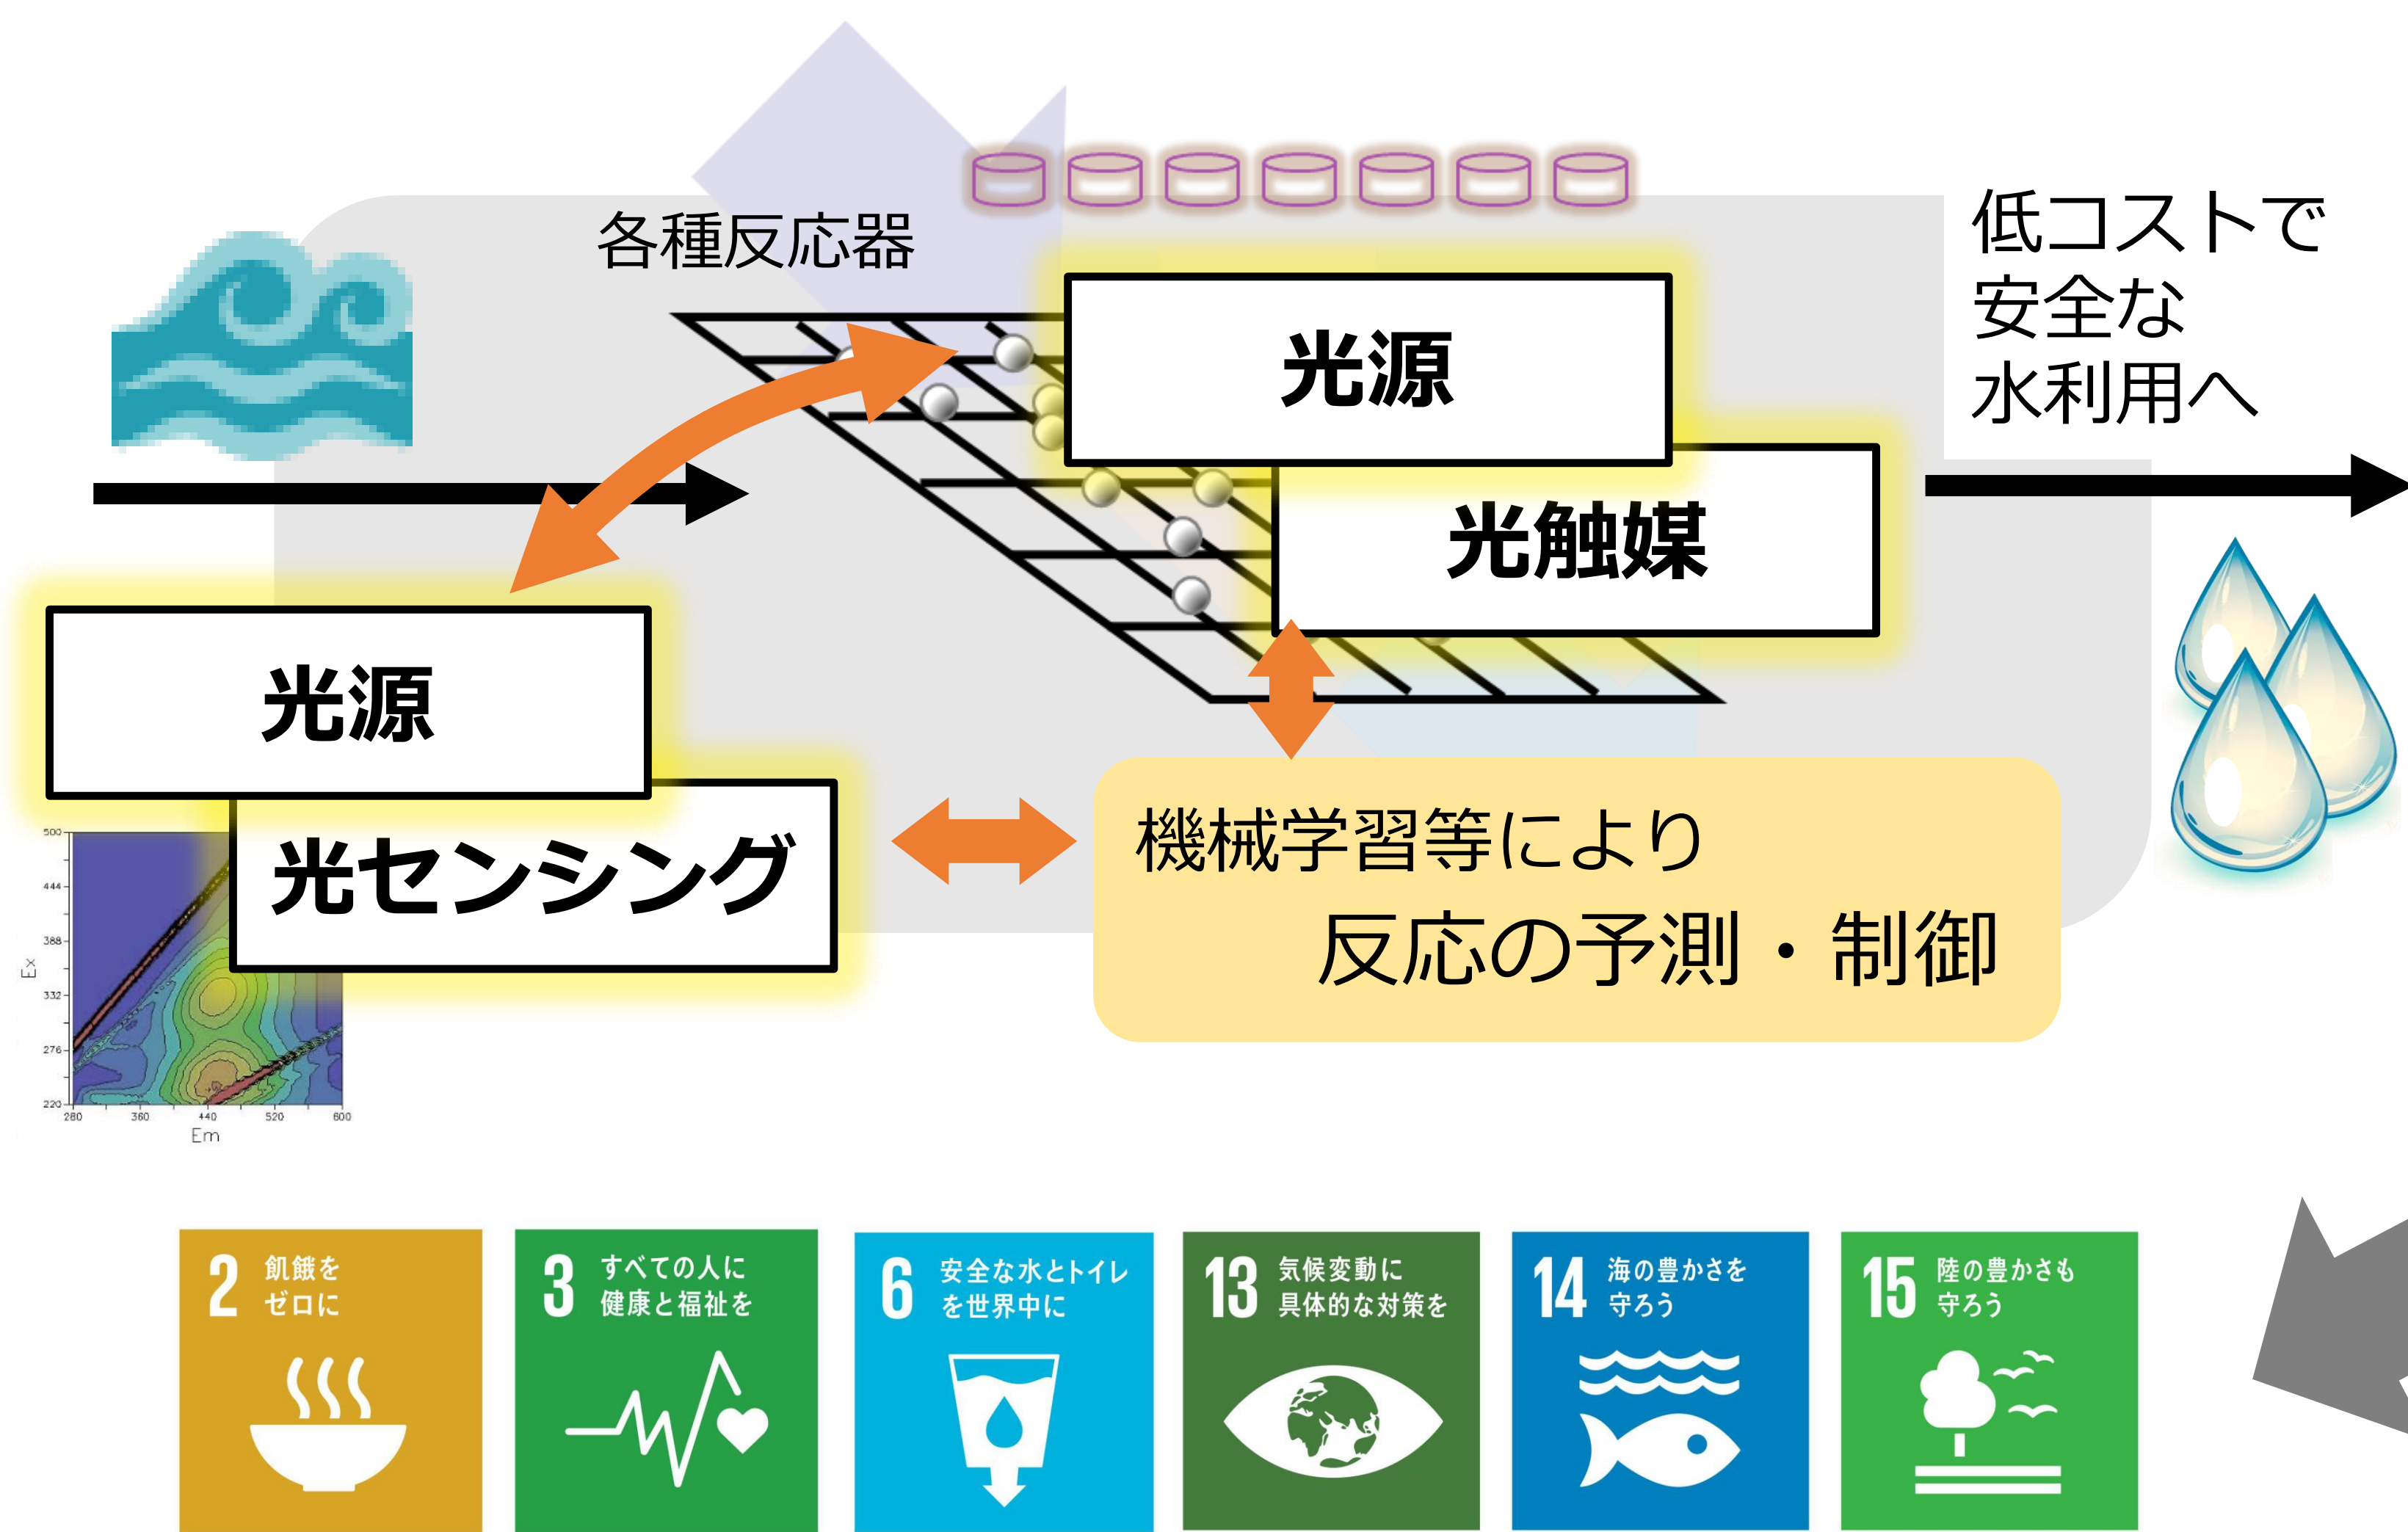 各種反応器
低コストで
安全な
水利用へ
光源
光触媒
光源
光センシング
機械学習等により
反応の予測・制御
500
444
388
332
276
220
Ex
280 360 440 520 600
Em
2 飢餓を
ゼロに
3 すべての人に
健康と福祉を
6 安全な水とトイレ
を世界中に
13 気候変動に
具体的な対策を
14 海の豊かさを
守ろう
15 陸の豊かさも
守ろう